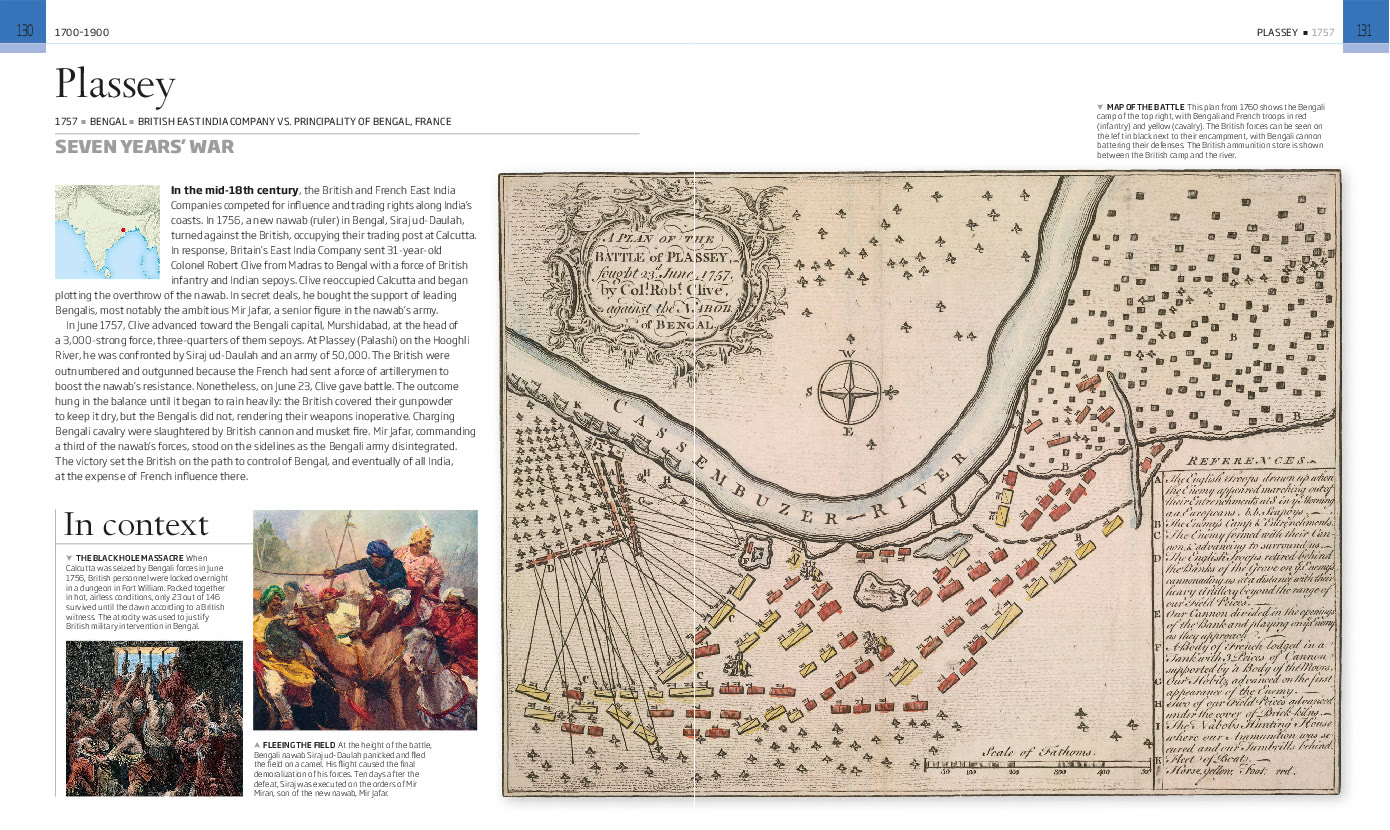 130
1700–1900
PLASSEY ■ 1757
131
Plassey
1757 ■ BENGAL ■ BRITISH EAST INDIA COMPANY VS. PRINCIPALITY OF BENGAL, FRANCE
SEVEN YEARS' WAR
▼ MAP OF THE BATTLE This plan from 1760 shows the Bengali
camp of the top right, with Bengali and French troops in red
(infantry) and yellow (cavalry). The British forces can be seen on
the left in black next to their encampment, with Bengali cannon
battering their defenses. The British ammunition store is shown
between the British camp and the river.
In the mid-18th century, the British and French East India
Companies competed for influence and trading rights along India's
coasts. In 1756, a new nawab (ruler) in Bengal, Siraj ud-Daulah,
turned against the British, occupying their trading post at Calcutta.
In response, Britain's East India Company sent 31-year-old
Colonel Robert Clive from Madras to Bengal with a force of British
infantry and Indian sepoys. Clive reoccupied Calcutta and began
plotting the overthrow of the nawab. In secret deals, he bought the support of leading
Bengalis, most notably the ambitious Mir Jafar, a senior figure in the nawab's army.
In June 1757, Clive advanced toward the Bengali capital, Murshidabad, at the head of
a 3,000-strong force, three-quarters of them sepoys. At Plassey (Palashi) on the Hooghli
River, he was confronted by Siraj ud-Daulah and an army of 50,000. The British were
outnumbered and outgunned because the French had sent a force of artillerymen to
boost the nawab's resistance. Nonetheless, on June 23, Clive gave battle. The outcome
hung in the balance until it began to rain heavily: the British covered their gunpowder
to keep it dry, but the Bengalis did not, rendering their weapons inoperative. Charging
Bengali cavalry were slaughtered by British cannon and musket fire. Mir Jafar, commanding
a third of the nawab's forces, stood on the sidelines as the Bengali army disintegrated.
The victory set the British on the path to control of Bengal, and eventually of all India,
at the expense of French influence there.
In context
▼ THE BLACK HOLE MASSACRE When
Calcutta was seized by Bengali forces in June
1756, British personnel were locked overnight
in a dungeon in Fort William. Packed together
in hot, airless conditions, only 23 out of 146
survived until the dawn according to a British
witness. The atrocity was used to justify
British military intervention in Bengal.
▲ FLEEING THE FIELD At the height of the battle,
Bengali nawab Siraj ud-Daulah panicked and fled
the field on a camel. His flight caused the final
demoralization of his forces. Ten days after the
defeat, Siraj was executed on the orders of Mir
Miran, son of the new nawab, Mir Jafar.
A PLAN OF THE
BATTLE of PLASSEY,
fought 23d. June, 1757,
by Coll. Robt. Clive,
against the NABOB
of BENGAL
W
S
N
E
CASSEMBUZER RIVER
REFERENCES.
A The English troops drawn up when
the Enemy appeared marching out of
their Entrenchments at 8 in ye. Morning
a.a. Europeans. b.b. Seapoys.
B The Enemys Camp & Entrenchments.
C The Enemy formed with their Can-
non, & advancing to surround us.
D The English Troops retired behind
the Banks of the Grove on ye. Enemys
cannonading us at a distance with their
heavy Artillery beyond the range of
our Field Peices.
E Our Cannon divided in the openings
of the Bank and playing on ye. Enemy
as they approach
F A Body of French lodged in a
Tank with 3 Peices of Cannon
supported by a Body of the Moors.
G Our Hobitz advanced on the first
appearance of the Enemy.
H two of our Field Peices advanced
under the cover of Brick-kilns.
I The Nabobs Hunting House
where our Ammunition was se-
cured and our Tumbrills behind.
K Fleet of Boats.
Horse, yellow. Foot, red.
Scale of Fathoms.
50 100 200 300 400 500